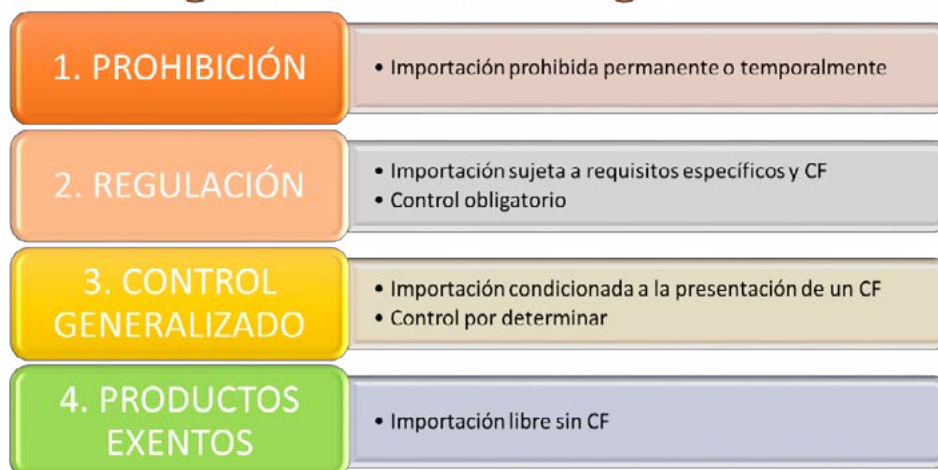 1. PROHIBICIÓN
• Importación prohibida permanente o temporalmente
2. REGULACIÓN
• Importación sujeta a requisitos específicos y CF
• Control obligatorio
3. CONTROL
GENERALIZADO
• Importación condicionada a la presentación de un CF
• Control por determinar
4. PRODUCTOS
EXENTOS
• Importación libre sin CF